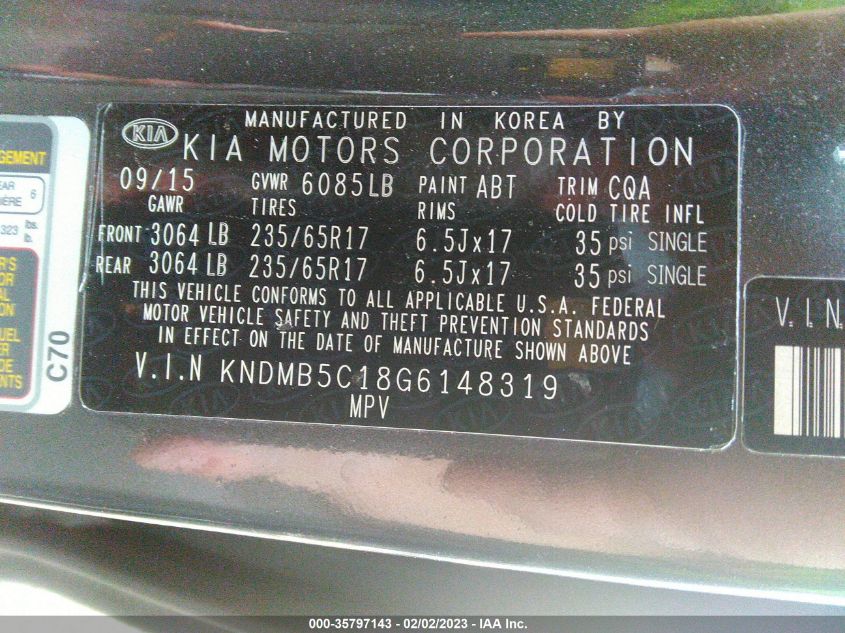 MANUFACTURED IN KOREA BY
KIA KIA MOTORS CORPORATION
09/15 GVWR 6085LB PAINT ABT TRIM CQA
GAWR TIRES RIMS COLD TIRE INFL
FRONT 3064 LB 235/65R17 6.5Jx17 35 psi SINGLE
REAR 3064 LB 235/65R17 6.5Jx17 35 psi SINGLE
THIS VEHICLE CONFORMS TO ALL APPLICABLE U.S.A. FEDERAL
MOTOR VEHICLE SAFETY AND THEFT PREVENTION STANDARDS
IN EFFECT ON THE DATE OF MANUFACTURE SHOWN ABOVE
V.I.N KNDMB5C18G6148319
MPV
6
323 lbs.
C70
V.I.N
000-35797143 - 02/02/2023 - IAA Inc.